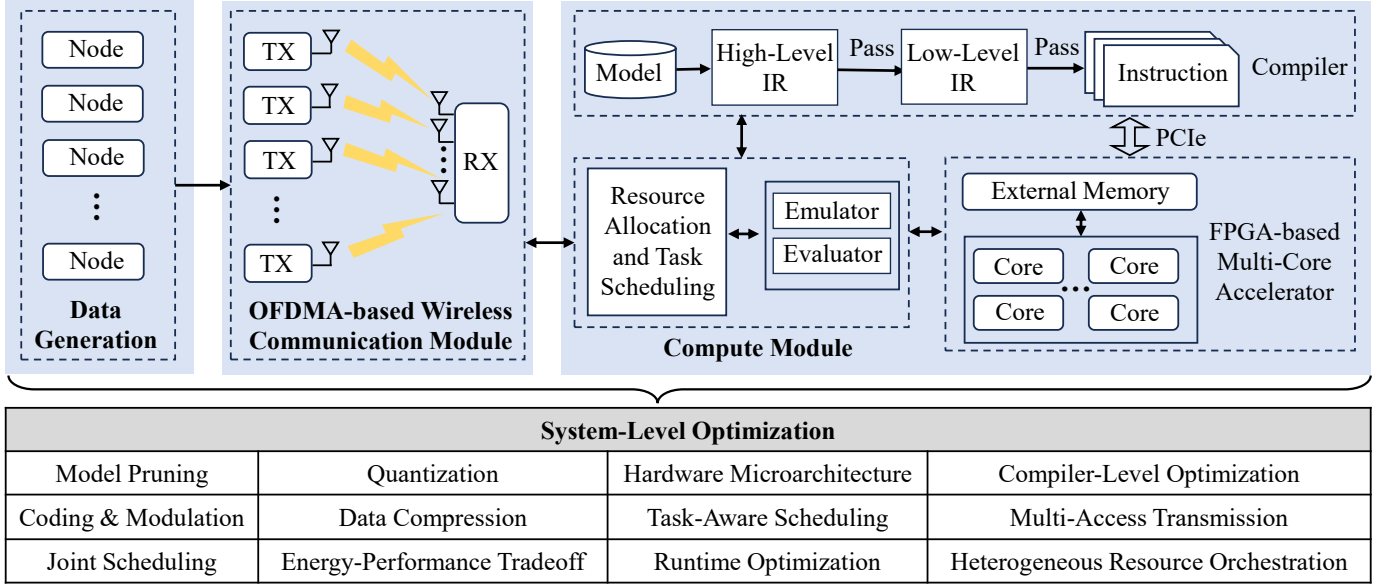 Node
Node
Node
Node
Data
Generation
TX
TX
TX
TX
RX
OFDMA-based Wireless
Communication Module
Model
High-Level
IR
Pass
Low-Level
IR
Pass
Instruction
Compiler
PCIe
Resource
Allocation
and Task
Scheduling
Emulator
Evaluator
Compute Module
External Memory
Core
Core
Core
Core
FPGA-based
Multi-Core
Accelerator
System-Level Optimization
Model Pruning
Quantization
Hardware Microarchitecture
Compiler-Level Optimization
Coding & Modulation
Data Compression
Task-Aware Scheduling
Multi-Access Transmission
Joint Scheduling
Energy-Performance Tradeoff
Runtime Optimization
Heterogeneous Resource Orchestration